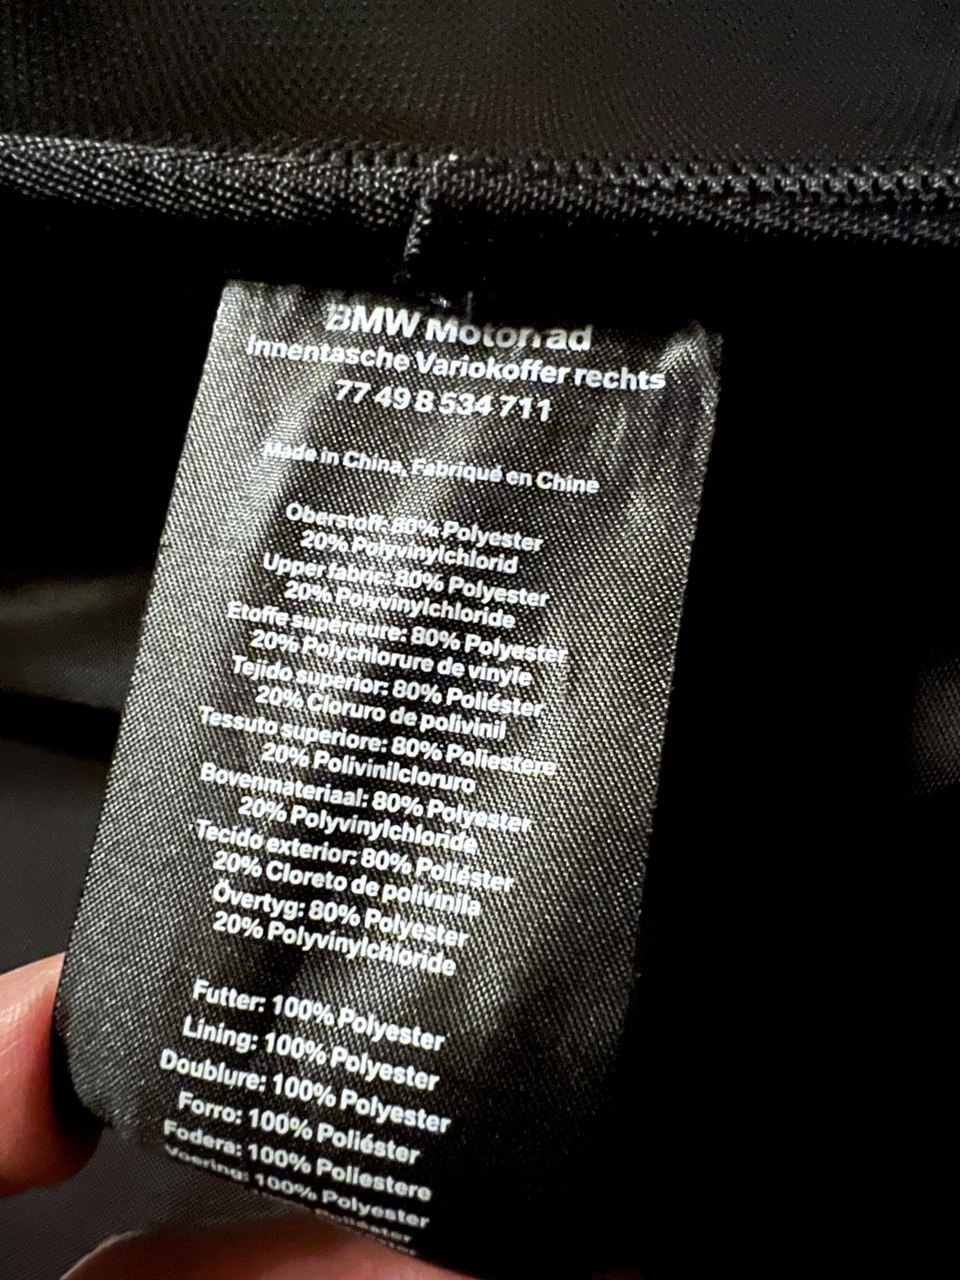 BMW Motorrad
Innentasche Variokoffer rechts
77 49 8 534 711
Made in China, Fabriqué en Chine
Oberstoff: 80% Polyester
20% Polyvinylchlorid
Upper fabric: 80% Polyester
20% Polyvinylchloride
Etoffe supérieure: 80% Polyester
20% Polychlorure de vinyle
Tejido superior: 80% Poliéster
20% Cloruro de polivinil
Tessuto superiore: 80% Poliestere
20% Polivinilcloruro
Bovenmateriaal: 80% Polyester
20% Polyvinylchloride
Tecido exterior: 80% Poliéster
20% Cloreto de polivinila
Övertyg: 80% Polyester
20% Polyvinylchloride
Futter: 100% Polyester
Lining: 100% Polyester
Doublure: 100% Polyester
Forro: 100% Poliéster
Fodera: 100% Poliestere
Voering: 100% Polyester